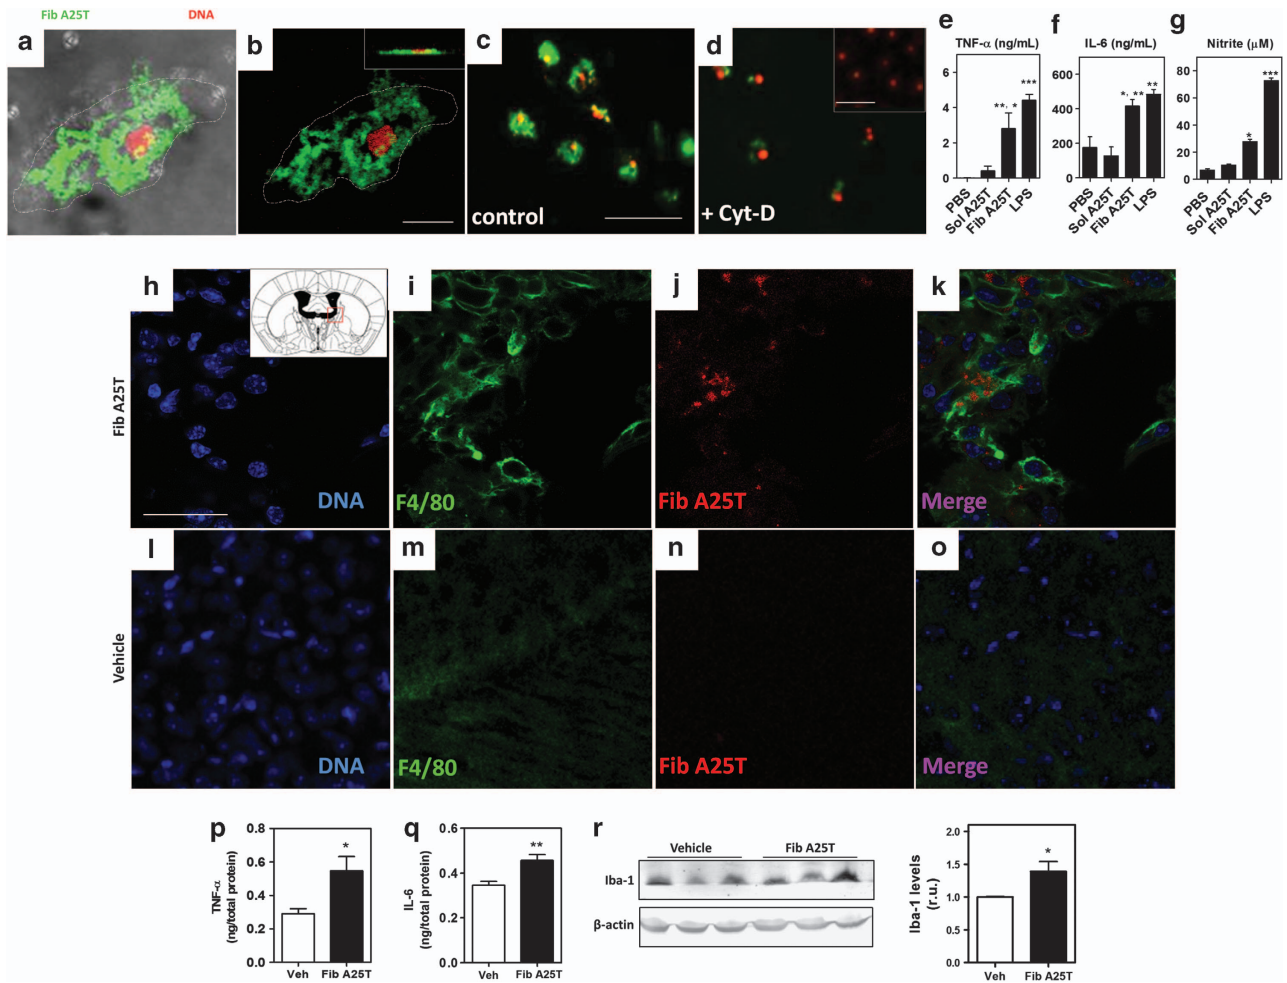 Fib A25T DNA
a
b
c
control
d
+ Cyt-D
e
TNF-α (ng/mL)
6
4
2
0
**, *
***
PBS
Sol A25T
Fib A25T
LPS
f
IL-6 (ng/mL)
600
400
200
0
*, **
**
PBS
Sol A25T
Fib A25T
LPS
g
Nitrite (μM)
80
60
40
20
0
*
***
PBS
Sol A25T
Fib A25T
LPS
Fib A25T
h
DNA
i
F4/80
j
Fib A25T
k
Merge
Vehicle
l
DNA
m
F4/80
n
Fib A25T
o
Merge
p
TNF-α
(ng/total protein)
0.8
0.6
0.4
0.2
0.0
*
Veh Fib A25T
q
IL-6
(ng/total protein)
0.6
0.4
0.2
0.0
**
Veh Fib A25T
r
Vehicle Fib A25T
Iba-1
β-actin
Iba-1 levels
(r.u.)
2.0
1.5
1.0
0.5
0.0
*
Veh Fib A25T